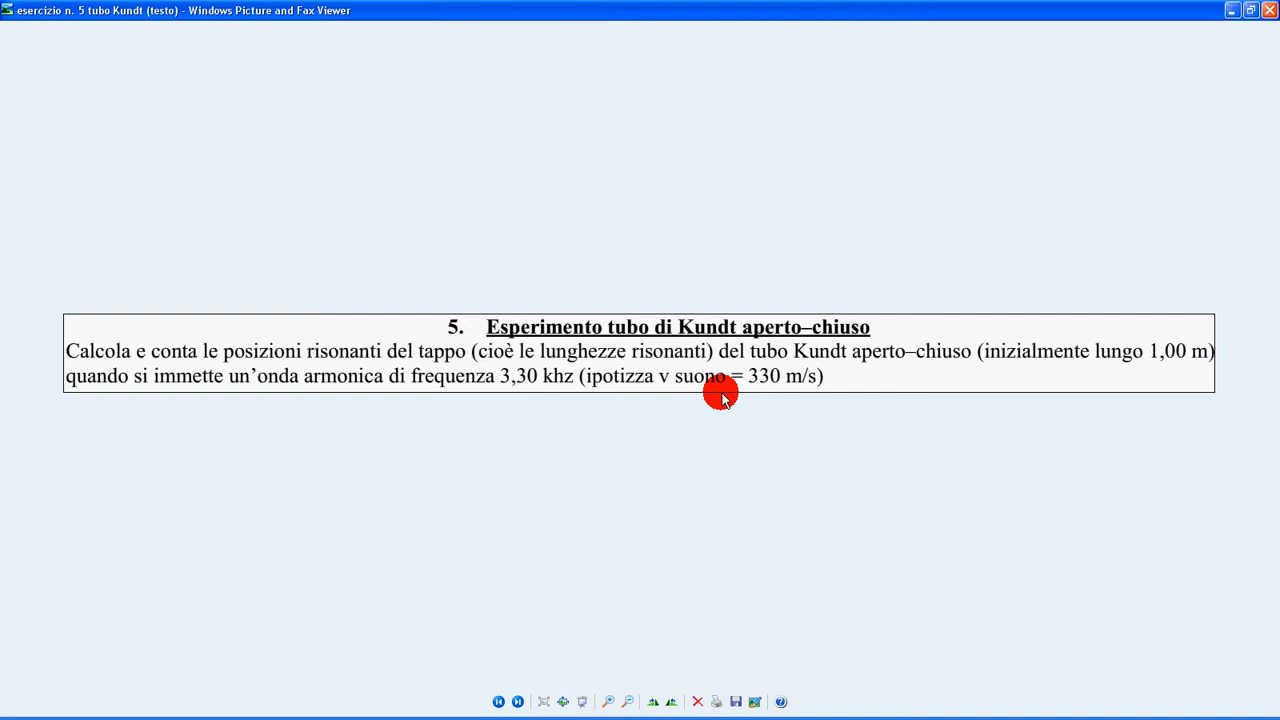 esercizio n. 5 tubo Kundt (testo) - Windows Picture and Fax Viewer
5. Esperimento tubo di Kundt aperto–chiuso
Calcola e conta le posizioni risonanti del tappo (cioè le lunghezze risonanti) del tubo Kundt aperto–chiuso (inizialmente lungo 1,00 m)
quando si immette un’onda armonica di frequenza 3,30 khz (ipotizza v suono = 330 m/s)